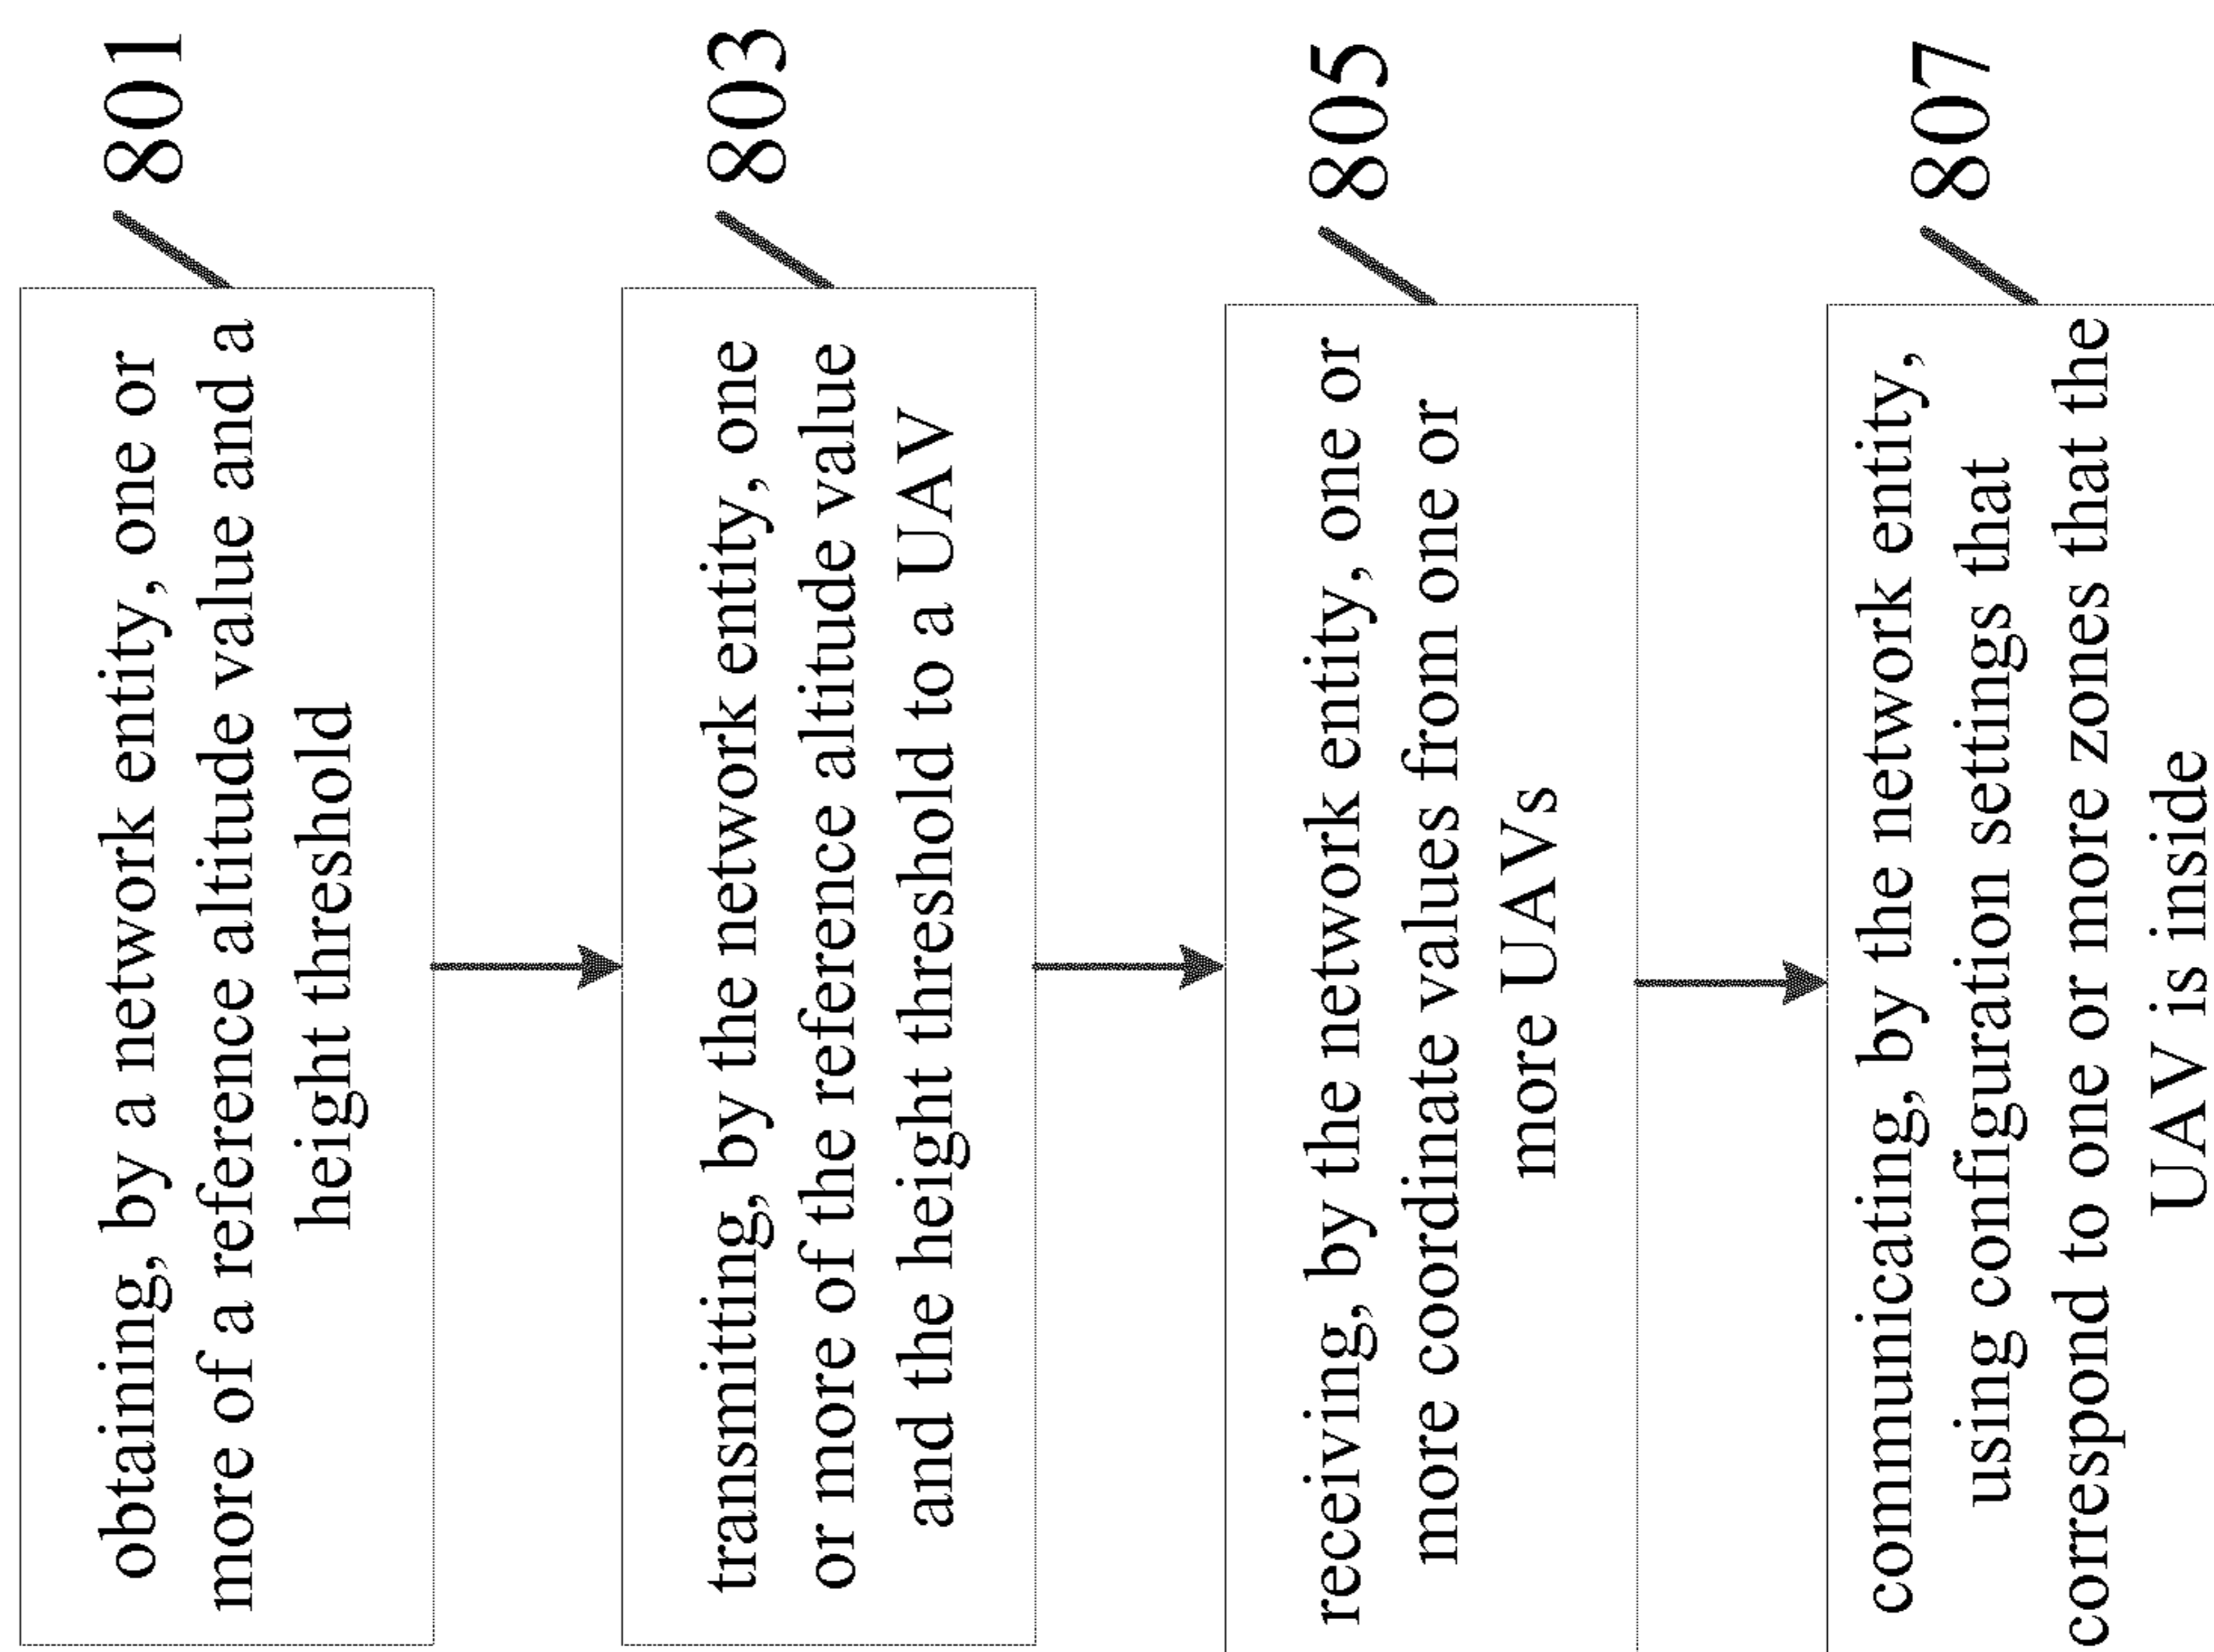 801
obtaining, by a network entity, one or
more of a reference altitude value and a
height threshold
803
transmitting, by the network entity, one
or more of the reference altitude value
and the height threshold to a UAV
805
receiving, by the network entity, one or
more coordinate values from one or
more UAVs
807
communicating, by the network entity,
using configuration settings that
correspond to one or more zones that the
UAV is inside